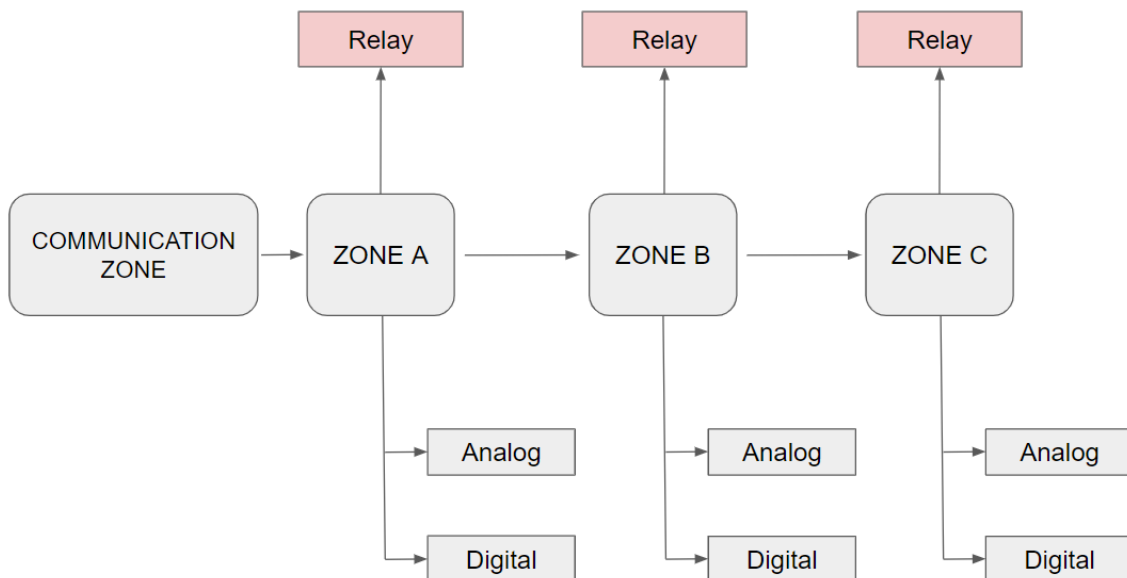 Relay
Relay
Relay
COMMUNICATION
ZONE
ZONE A
ZONE B
ZONE C
Analog
Analog
Analog
Digital
Digital
Digital